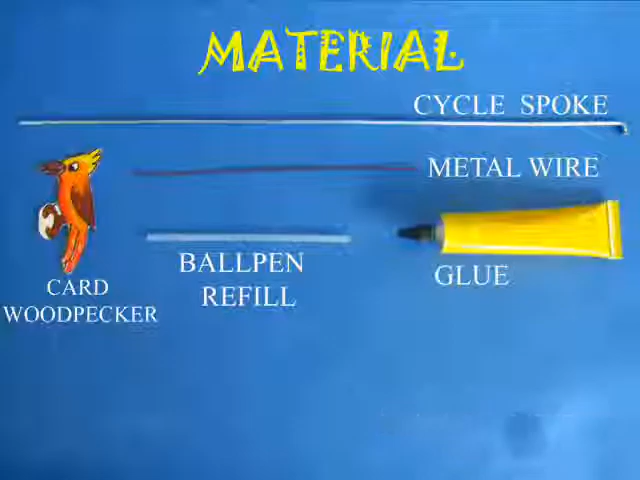 MATERIAL
CYCLE SPOKE
METAL WIRE
BALLPEN
REFILL
GLUE
CARD
WOODPECKER